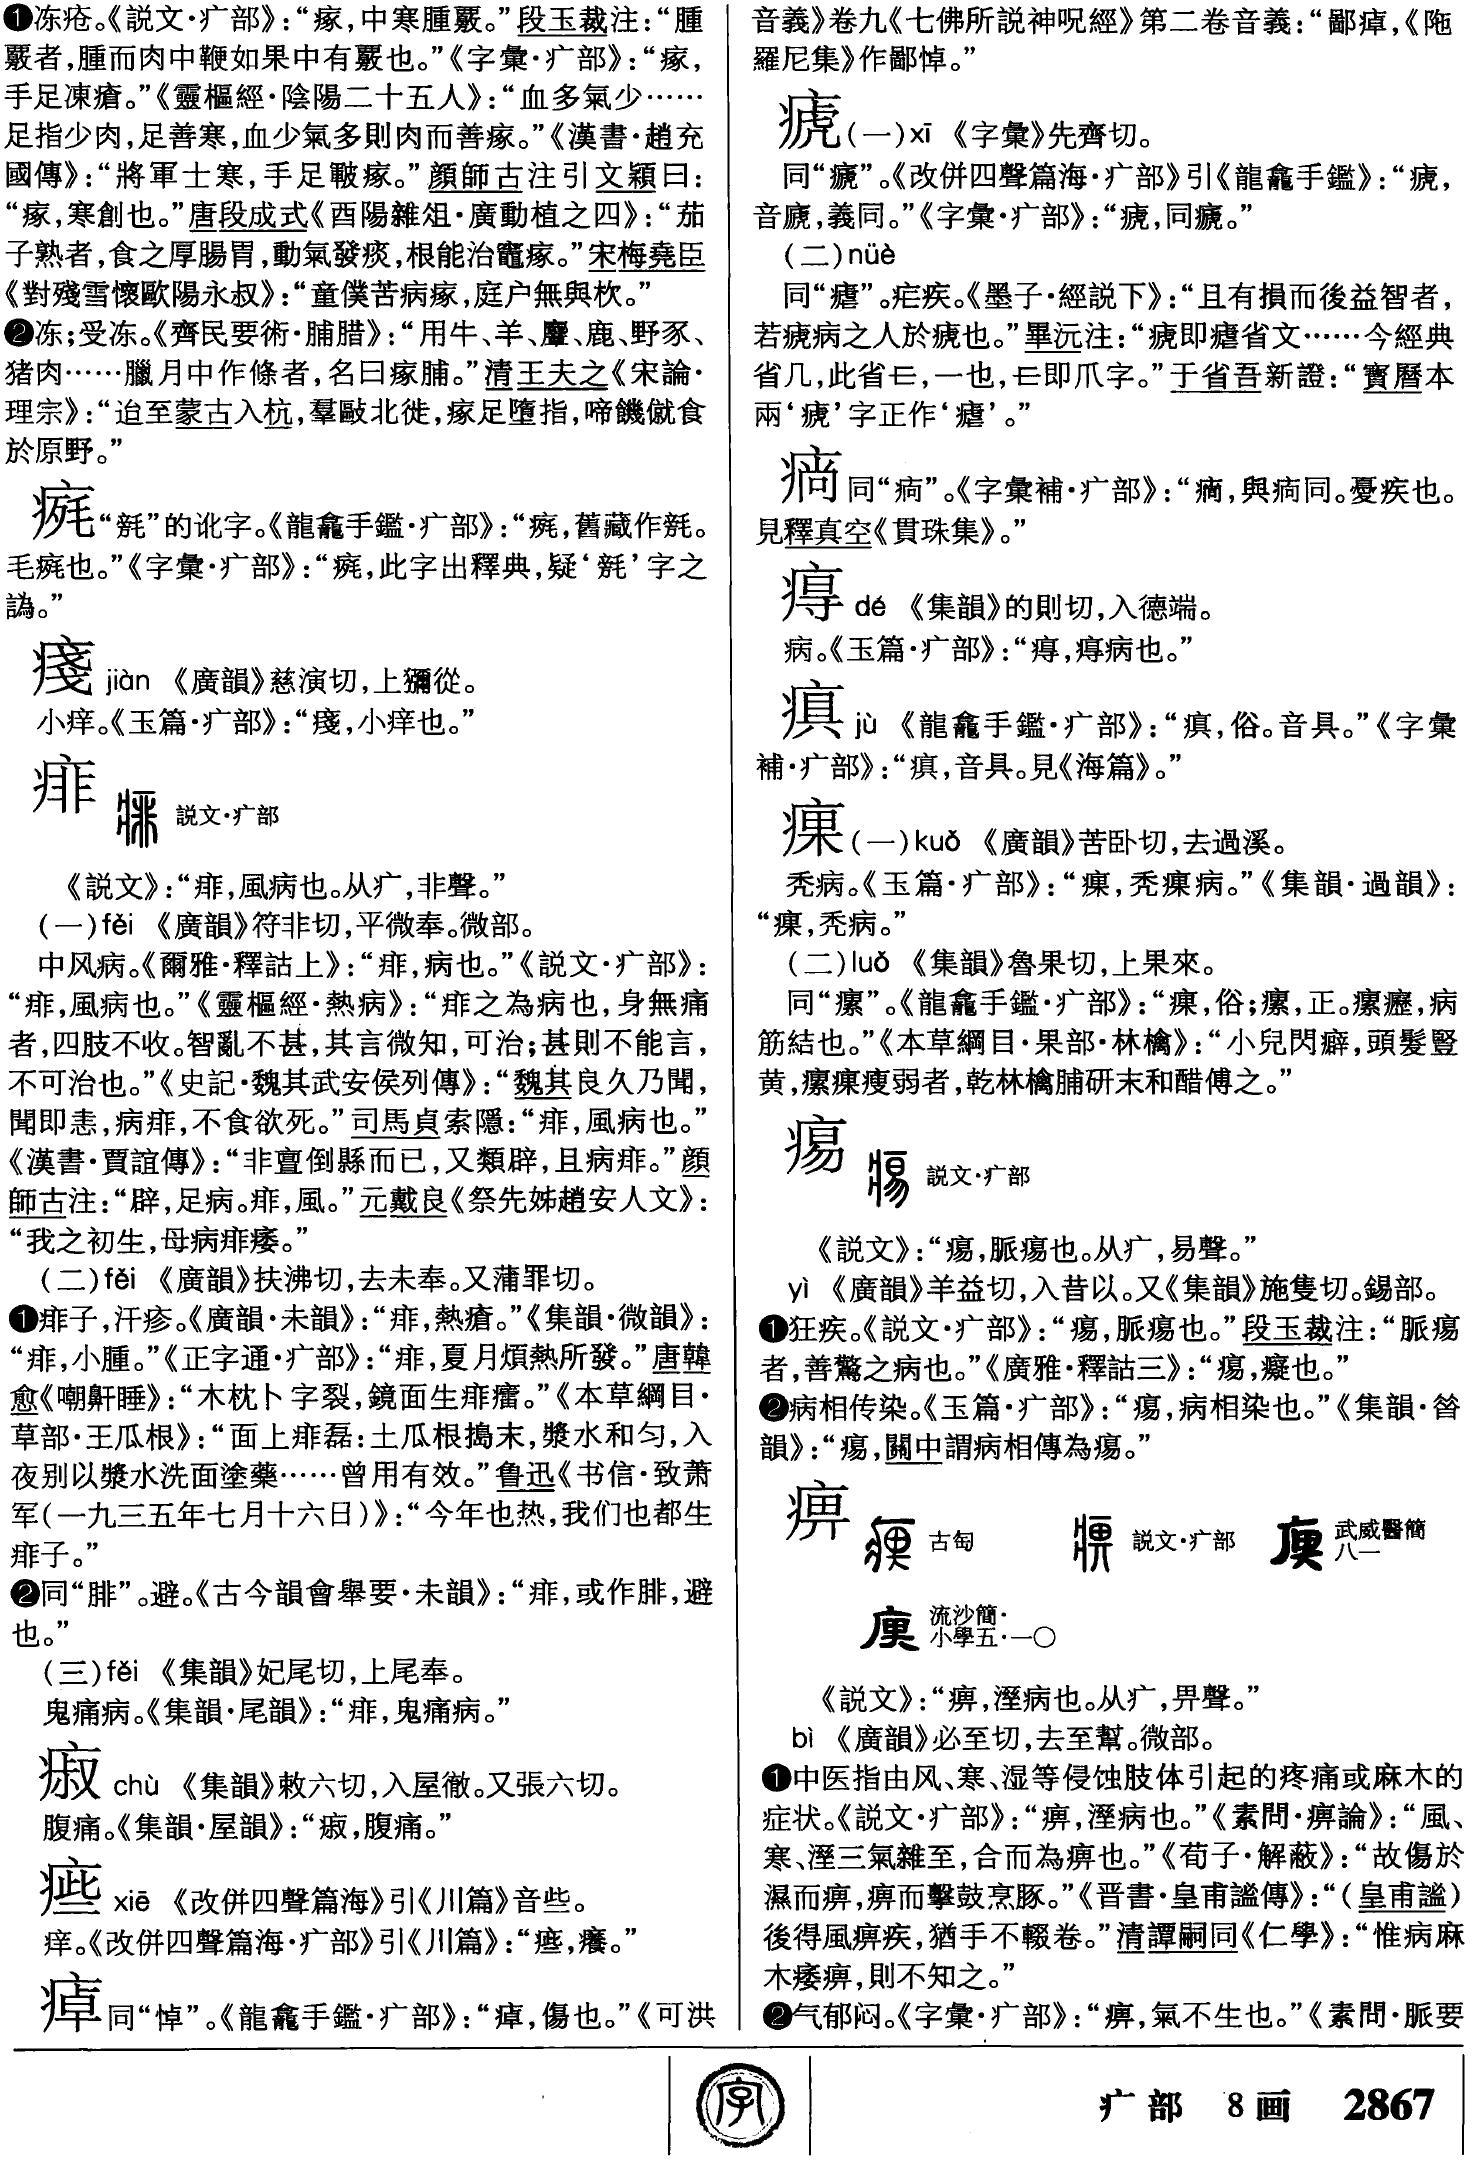 ❶冻疮。《説文·疒部》：“瘃，中寒腫覈。”段玉裁注：“腫
覈者，腫而肉中鞕如果中有覈也。”《字彙·疒部》：“瘃，
手足凍瘡。”《靈樞經·陰陽二十五人》：“血多氣少……
足指少肉，足善寒，血少氣多則肉而善瘃。”《漢書·趙充
國傳》：“將軍士寒，手足皸瘃。”顔師古注引文穎曰：
“瘃，寒創也。”唐段成式《酉陽雜俎·廣動植之四》：“茄
子熟者，食之厚腸胃，動氣發痰，根能治竈瘃。”宋梅堯臣
《對殘雪懷歐陽永叔》：“童僕苦病瘃，庭户無與杴。”
❷冻；受冻。《齊民要術·脯腊》：“用牛、羊、麞、鹿、野豕、
猪肉……臘月中作條者，名曰瘃脯。”清王夫之《宋論·
理宗》：“迨至蒙古入杭，羣敺北徙，瘃足墮指，啼饑僦食
於原野。”
“毵”的讹字。《龍龕手鑑·疒部》：“，舊藏作。
毛也。”《字彙·疒部》：“，此字出釋典，疑‘’字之
譌。”
㾪 jiàn 《廣韻》慈演切，上獮從。
小痒。《玉篇·疒部》：“㾪，小痒也。”
痱 説文·疒部
《説文》：“痱，風病也。从疒，非聲。”
(一)féi 《廣韻》符非切，平微奉。微部。
中风病。《爾雅·釋詁上》：“痱，病也。”《説文·疒部》：
“痱，風病也。”《靈樞經·熱病》：“痱之為病也，身無痛
者，四肢不收。智亂不甚，其言微知，可治；甚則不能言，
不可治也。”《史記·魏其武安侯列傳》：“魏其良久乃聞，
聞即恚，病痱，不食欲死。”司馬貞索隱：“痱，風病也。”
《漢書·賈誼傳》：“非亶倒縣而已，又類辟，且病痱。”顔
師古注：“辟，足病。痱，風。”元戴良《祭先姊趙安人文》：
“我之初生，母病痱痿。”
(二)fèi 《廣韻》扶沸切，去未奉。又蒲罪切。
❶痱子，汗疹。《廣韻·未韻》：“痱，熱瘡。”《集韻·微韻》：
“痱，小腫。”《正字通·疒部》：“痱，夏月煩熱所發。”唐韓
愈《嘲鼾睡》：“木枕卜字裂，鏡面生痱癗。”《本草綱目·
草部·王瓜根》：“面上痱磊：土瓜根搗末，漿水和匀，入
夜别以漿水洗面塗藥……曾用有效。”鲁迅《书信·致萧
军(一九三五年七月十六日)》：“今年也热，我们也都生
痱子。”
❷同“腓”。避。《古今韻會舉要·未韻》：“痱，或作腓，避
也。”
(三)fěi 《集韻》妃尾切，上尾奉。
鬼痛病。《集韻·尾韻》：“痱，鬼痛病。”
㾥 chù 《集韻》敕六切，入屋徹。又張六切。
腹痛。《集韻·屋韻》：“㾥，腹痛。”
xiē 《改併四聲篇海》引《川篇》音些。
痒。《改併四聲篇海·疒部》引《川篇》：“，癢。”
㾤同“悼”。《龍龕手鑑·疒部》：“㾤，傷也。”《可洪
音義》卷九《七佛所説神呪經》第二卷音義：“鄙㾤，《陁
羅尼集》作鄙悼。”
㾷(一)xī 《字彙》先齊切。
同“㾷”。《改併四聲篇海·疒部》引《龍龕手鑑》：“，
音廐，義同。”《字彙·疒部》：“，同。”
(二)nüè
同“瘧”。疟疾。《墨子·經説下》：“且有損而後益智者，
若病之人於也。”畢沅注：“即瘧省文……今經典
省几，此省，一也，即爪字。”于省吾新證：“寶曆本
兩‘’字正作‘瘧’。”
同“㾓”。《字彙補·疒部》：“，與㾓同。憂疾也。
見釋真空《貫珠集》。”
dé 《集韻》的則切，入德端。
病。《玉篇·疒部》：“，病也。”
jù 《龍龕手鑑·疒部》：“，俗。音具。”《字彙
補·疒部》：“，音具。見《海篇》。”
㾧(一)kuò 《廣韻》苦卧切，去過溪。
秃病。《玉篇·疒部》：“㾧，秃㾧病。”《集韻·過韻》：
“㾧，秃病。”
(二)luǒ 《集韻》魯果切，上果來。
同“瘰”。《龍龕手鑑·疒部》：“㾧，俗；瘰，正。瘰癧，病
筋結也。”《本草綱目·果部·林檎》：“小兒閃癖，頭髮豎
黄，瘰㾧瘦弱者，乾林檎脯研末和醋傅之。”
痬 説文·疒部
《説文》：“痬，脈痬也。从疒，易聲。”
yì 《廣韻》羊益切，入昔以。又《集韻》施隻切。錫部。
❶狂疾。《説文·疒部》：“痬，脈痬也。”段玉裁注：“脈痬
者，善驚之病也。”《廣雅·釋詁三》：“痬，癡也。”
❷病相传染。《玉篇·疒部》：“痬，病相染也。”《集韻·㫺
韻》：“痬，關中謂病相傳為痬。”
痹 古匋 説文·疒部 武威醫簡八一
流沙簡·小學五·一〇
《説文》：“痹，溼病也。从疒，畀聲。”
bì 《廣韻》必至切，去至幫。微部。
❶中医指由风、寒、湿等侵蚀肢体引起的疼痛或麻木的
症状。《説文·疒部》：“痹，溼病也。”《素問·痹論》：“風、
寒、溼三氣雜至，合而為痹也。”《荀子·解蔽》：“故傷於
濕而痹，痹而擊鼓烹豚。”《晋書·皇甫謐傳》：“(皇甫謐)
後得風痹疾，猶手不輟卷。”清譚嗣同《仁學》：“惟病麻
木痿痹，則不知之。”
❷气郁闷。《字彙·疒部》：“痹，氣不生也。”《素問·脈要
字
疒部 8画 2867